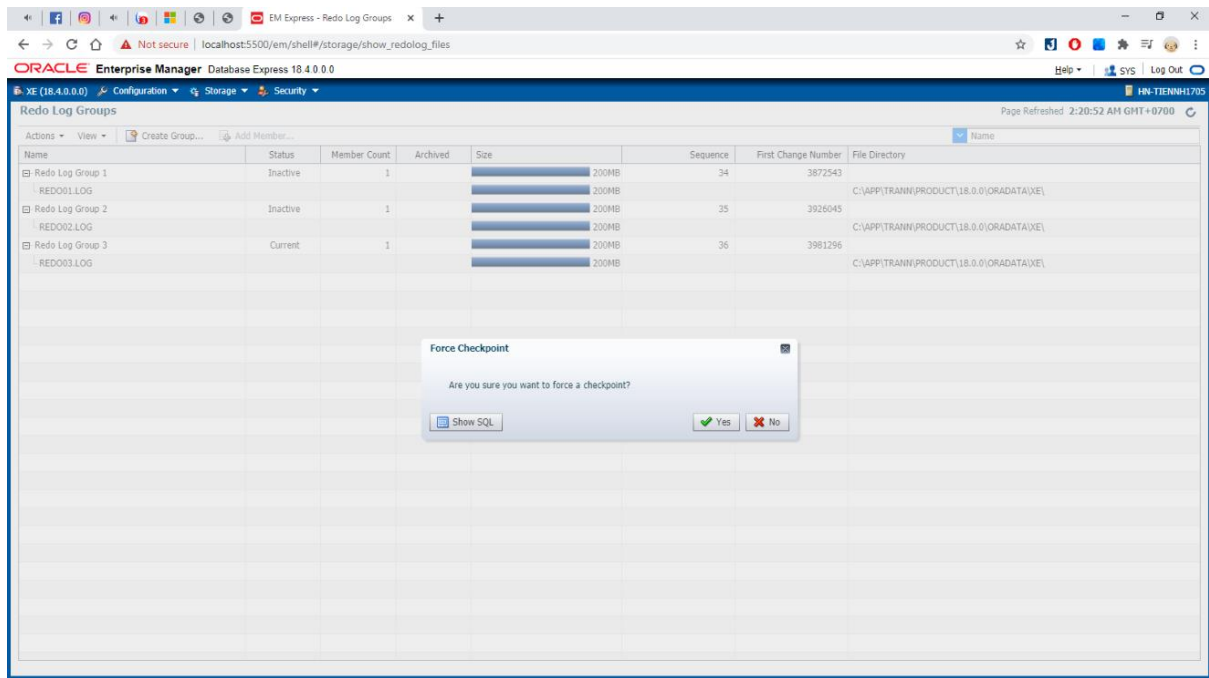 EM Express - Redo Log Groups
Not secure | localhost:5500/em/shell#/storage/show_redolog_files
ORACLE Enterprise Manager Database Express 18.4.0.0.0
Help SYS Log Out
XE (18.4.0.0.0) Configuration Storage Security HN-TIENNH1705
Redo Log Groups Page Refreshed 2:20:52 AM GMT+0700
Actions View Create Group... Add Member... Name
Name Status Member Count Archived Size Sequence First Change Number File Directory
Redo Log Group 1 Inactive 1 200MB 34 3872543
REDO01.LOG 200MB C:\APP\TRANN\PRODUCT\18.0.0\ORADATA\XE\
Redo Log Group 2 Inactive 1 200MB 35 3926045
REDO02.LOG 200MB C:\APP\TRANN\PRODUCT\18.0.0\ORADATA\XE\
Redo Log Group 3 Current 1 200MB 36 3981296
REDO03.LOG 200MB C:\APP\TRANN\PRODUCT\18.0.0\ORADATA\XE\
Force Checkpoint
Are you sure you want to force a checkpoint?
Show SQL Yes No